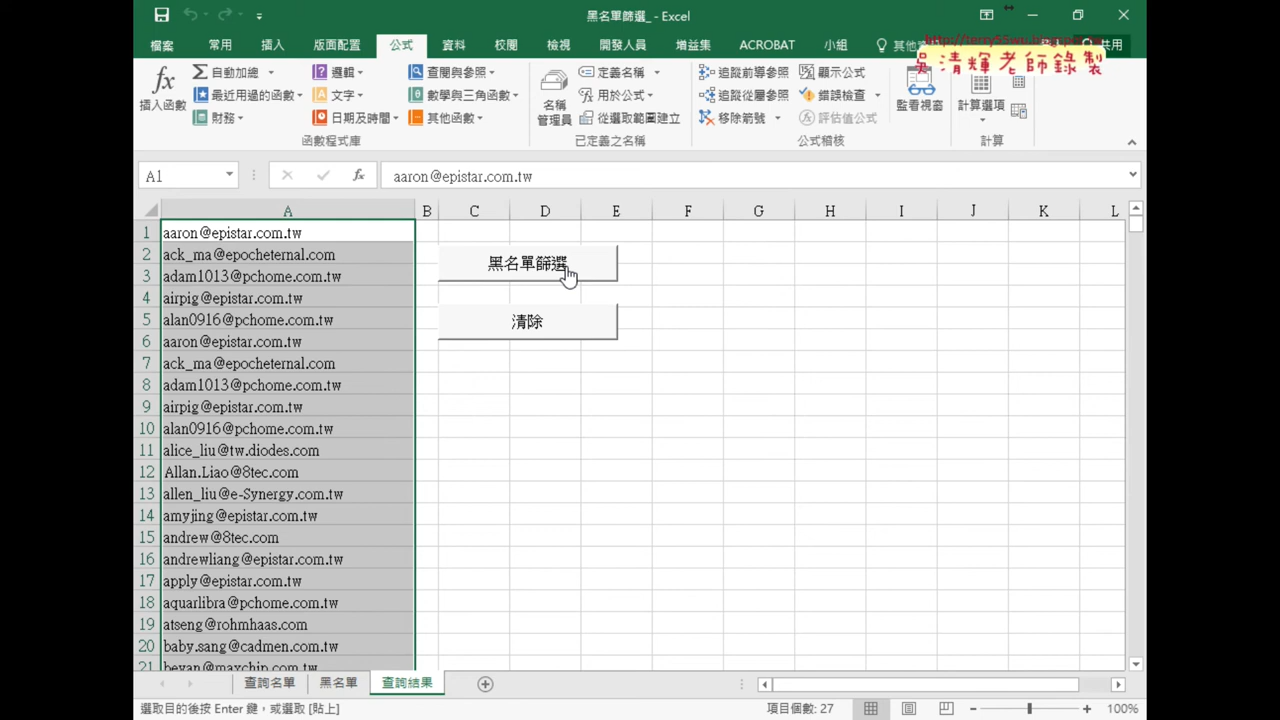 黑名單篩選_ - Excel
檔案 常用 插入 版面配置 公式 資料 校閱 檢視 開發人員 增益集 ACROBAT 小組 其他 共用
吳清輝老師錄製
自動加總 邏輯 查閱與參照 定義名稱 追蹤前導參照 顯示公式
插入函數 最近用過的函數 文字 數學與三角函數 名稱管理員 用於公式 追蹤從屬參照 錯誤檢查 監看視窗 計算選項
財務 日期及時間 其他函數 從選取範圍建立 移除箭號 評估值公式
函數程式庫 已定義之名稱 公式稽核 計算
A1 fx aaron@epistar.com.tw
A B C D E F G H I J K L
1 aaron@epistar.com.tw
2 ack_ma@epocheternal.com
黑名單篩選
3 adam1013@pchome.com.tw
4 airpig@epistar.com.tw
5 alan0916@pchome.com.tw
清除
6 aaron@epistar.com.tw
7 ack_ma@epocheternal.com
8 adam1013@pchome.com.tw
9 airpig@epistar.com.tw
10 alan0916@pchome.com.tw
11 alice_liu@tw.diodes.com
12 Allan.Liao@8tec.com
13 allen_liu@e-Synergy.com.tw
14 amyjing@epistar.com.tw
15 andrew@8tec.com
16 andrewliang@epistar.com.tw
17 apply@epistar.com.tw
18 aquarlibra@pchome.com.tw
19 atseng@rohmhaas.com
20 baby.sang@cadmen.com.tw
21 bevan@maxchip.com.tw
查詢名單 黑名單 查詢結果
選取目的後按 Enter 鍵，或選取 [貼上] 項目個數: 27 100%